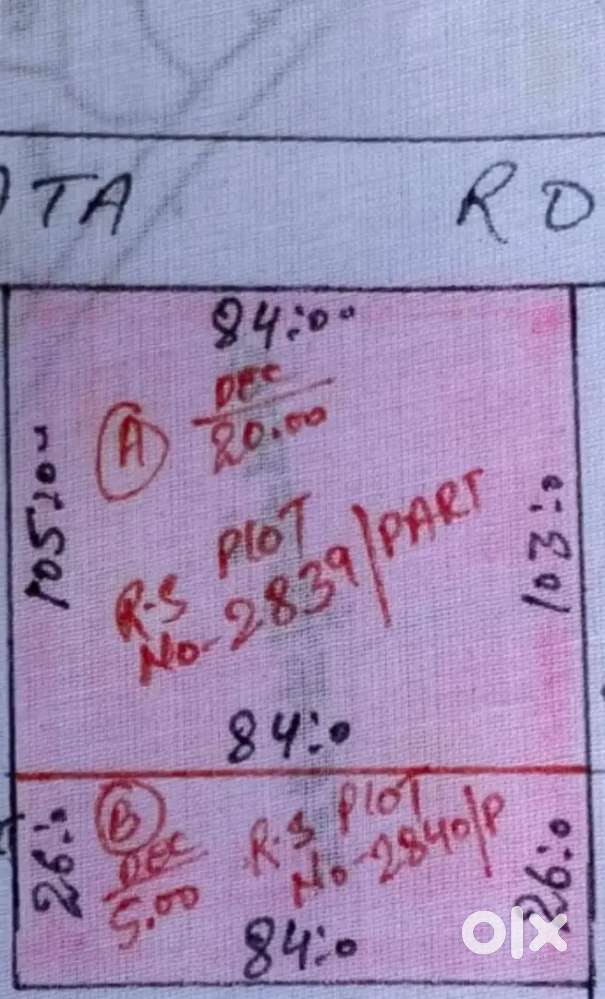 TA RD
84:00
A DEC
20.00
105:0
103:0
R.S PLOT
No-2839/PART
84:0
B
DEC
5.00
R.S PLOT
No-2840/P
26:0
26:0
84:0
olx